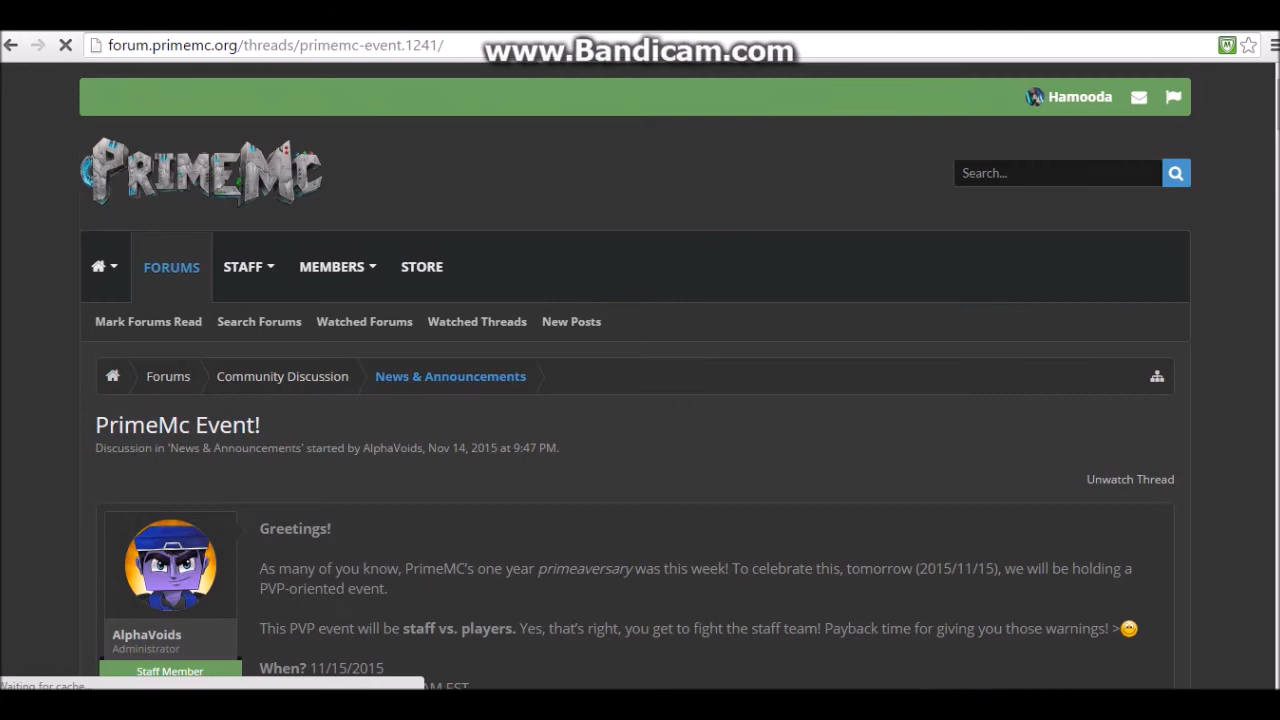 forum.primemc.org/threads/primemc-event.1241/
www.Bandicam.com
Hamooda
PRIMEMC
Search...
FORUMS STAFF MEMBERS STORE
Mark Forums Read Search Forums Watched Forums Watched Threads New Posts
Forums Community Discussion News & Announcements
PrimeMc Event!
Discussion in 'News & Announcements' started by AlphaVoids, Nov 14, 2015 at 9:47 PM.
Unwatch Thread
Greetings!
As many of you know, PrimeMC's one year primeaversary was this week! To celebrate this, tomorrow (2015/11/15), we will be holding a
PVP-oriented event.
This PVP event will be staff vs. players. Yes, that's right, you get to fight the staff team! Payback time for giving you those warnings! >
AlphaVoids
Administrator
Staff Member
When? 11/15/2015
AM EST
Waiting for cache...